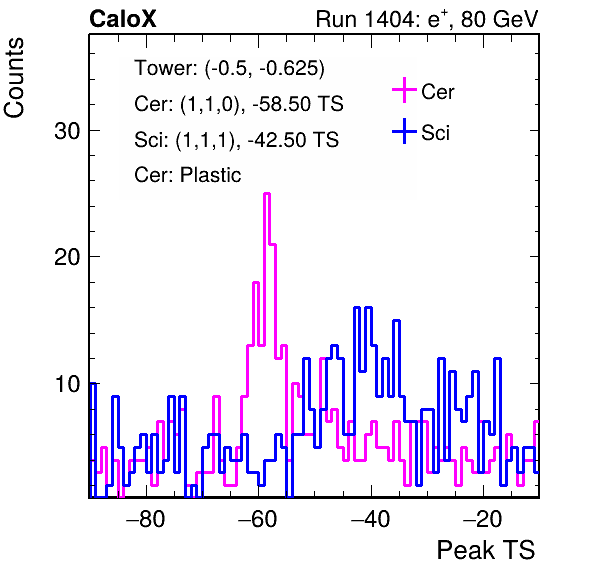 CaloX Run 1404: e⁺, 80 GeV
Counts
Tower: (-0.5, -0.625)
Cer: (1,1,0), -58.50 TS
Sci: (1,1,1), -42.50 TS
Cer: Plastic
Cer
Sci
30
20
10
−80 −60 −40 −20
Peak TS